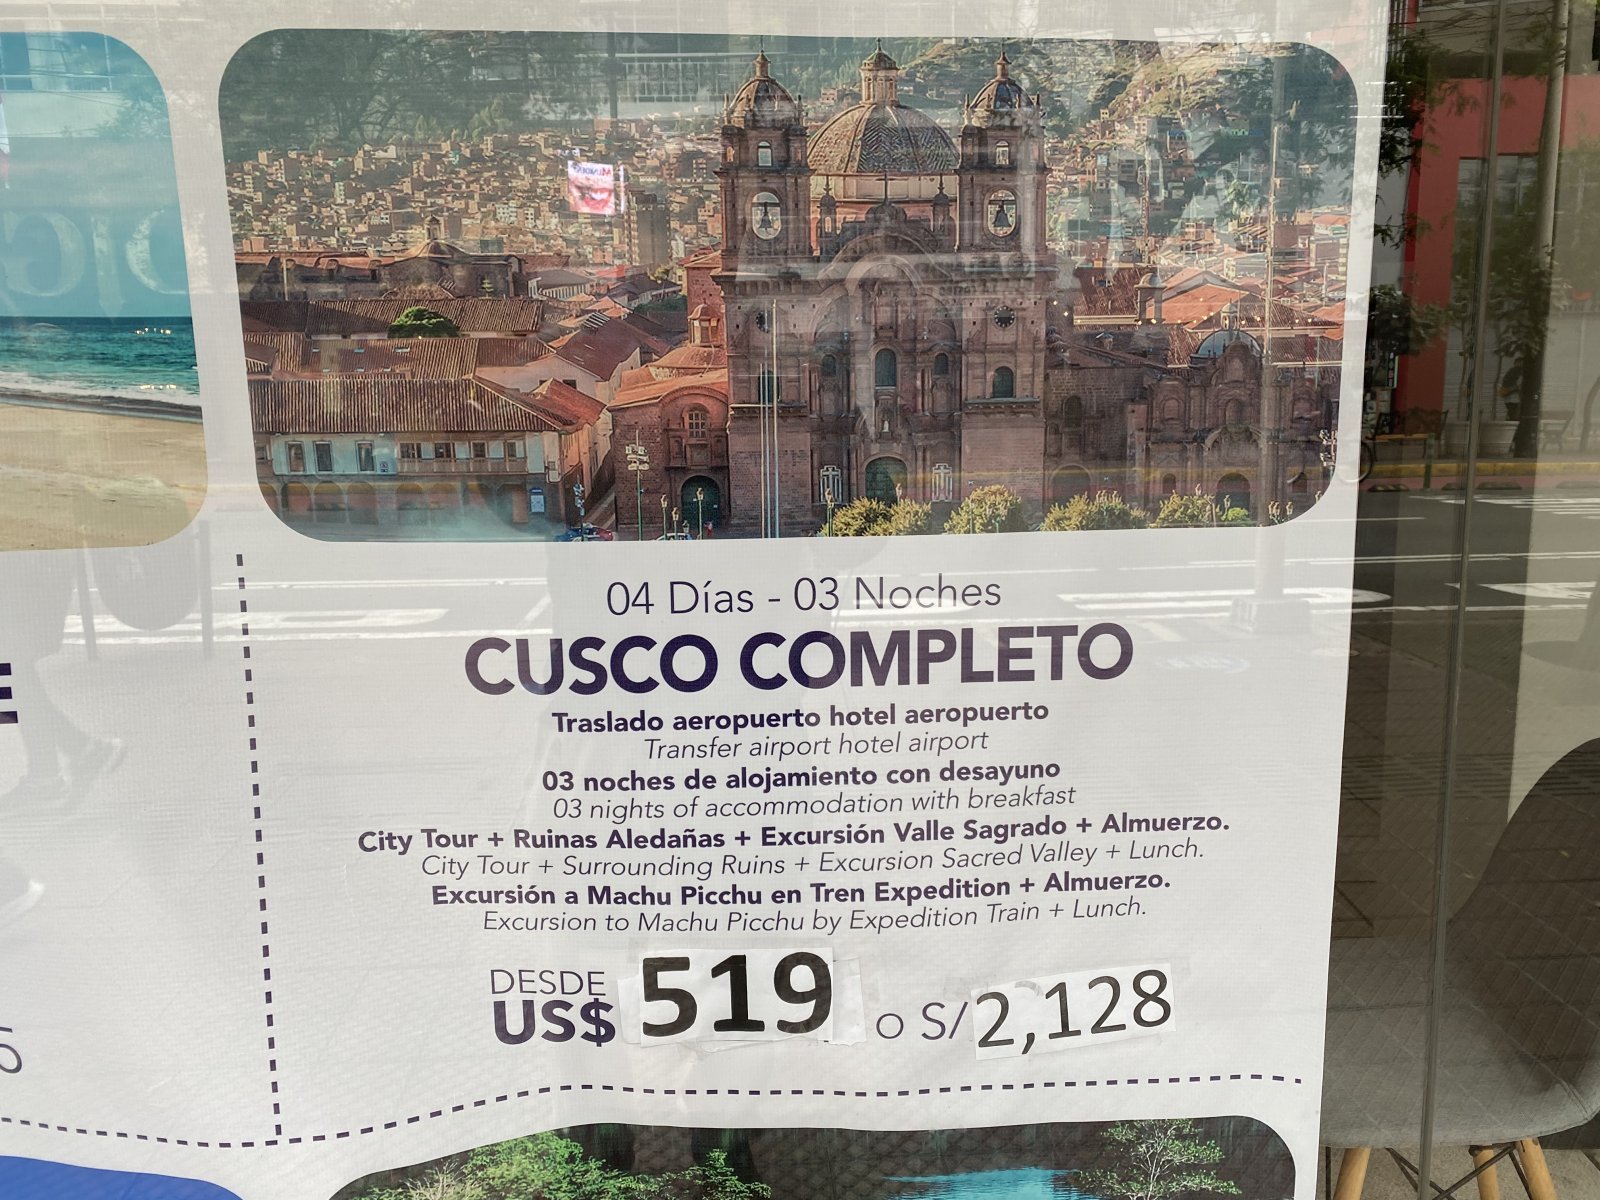 04 Días - 03 Noches
CUSCO COMPLETO
Traslado aeropuerto hotel aeropuerto
Transfer airport hotel airport
03 noches de alojamiento con desayuno
03 nights of accommodation with breakfast
City Tour + Ruinas Aledañas + Excursión Valle Sagrado + Almuerzo.
City Tour + Surrounding Ruins + Excursion Sacred Valley + Lunch.
Excursión a Machu Picchu en Tren Expedition + Almuerzo.
Excursion to Machu Picchu by Expedition Train + Lunch.
DESDE
US$ 519 o S/ 2,128